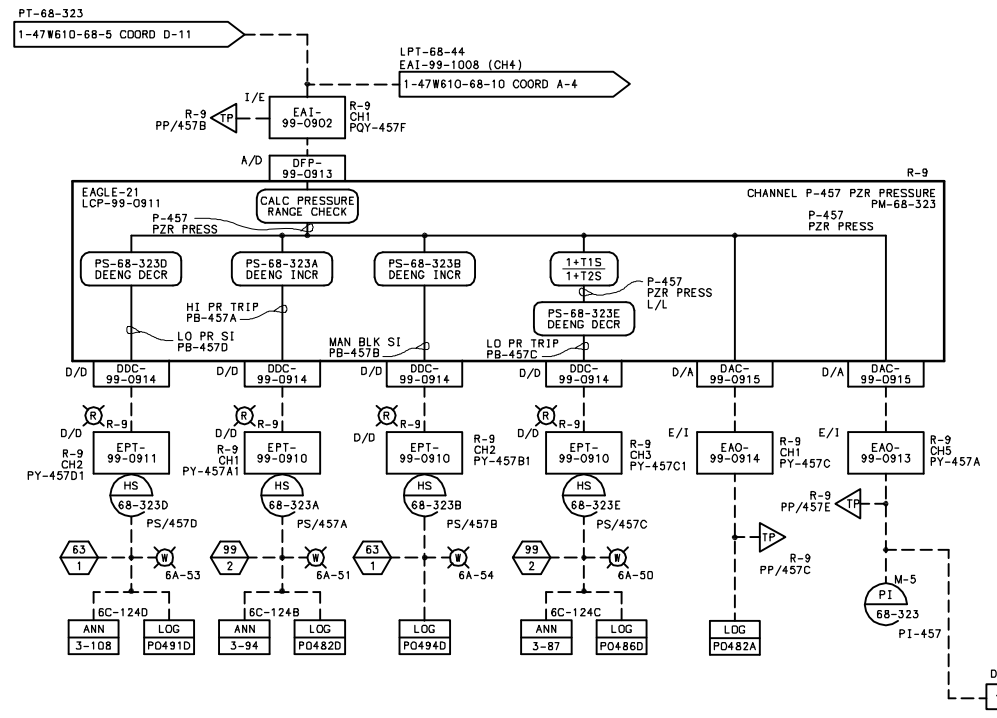 PT-68-323
1-47W610-68-5 COORD D-11
LPT-68-44
EAI-99-1008 (CH4)
1-47W610-68-10 COORD A-4
I/E
EAI-
99-0902
R-9
CH1
PQY-457F
R-9
PP/457B
TP
A/D
DFP-
99-0913
R-9
EAGLE-21
LCP-99-0911
CALC PRESSURE
RANGE CHECK
CHANNEL P-457 PZR PRESSURE
PM-68-323
P-457
PZR PRESS
P-457
PZR PRESS
PS-68-323D
DEENG DECR
PS-68-323A
DEENG INCR
PS-68-323B
DEENG INCR
1+T1S
1+T2S
P-457
PZR PRESS
L/L
PS-68-323E
DEENG DECR
HI PR TRIP
PB-457A
LO PR SI
PB-457D
MAN BLK SI
PB-457B
LO PR TRIP
PB-457C
D/D
DDC-
99-0914
D/D
DDC-
99-0914
D/D
DDC-
99-0914
D/D
DDC-
99-0914
D/A
DAC-
99-0915
D/A
DAC-
99-0915
R
R-9
D/D
EPT-
99-0911
R-9
CH2
PY-457D1
R
R-9
D/D
EPT-
99-0910
R-9
CH1
PY-457A1
R
R-9
D/D
EPT-
99-0910
R-9
CH2
PY-457B1
R
R-9
D/D
EPT-
99-0910
R-9
CH3
PY-457C1
E/I
EAO-
99-0914
R-9
CH1
PY-457C
E/I
EAO-
99-0913
R-9
CH5
PY-457A
HS
68-323D
PS/457D
HS
68-323A
PS/457A
HS
68-323B
PS/457B
HS
68-323E
PS/457C
R-9
PP/457E
TP
TP
R-9
PP/457C
63
1
W
6A-53
99
2
W
6A-51
63
1
W
6A-54
99
2
W
6A-50
M-5
PI
68-323
PI-457
6C-124D
ANN
3-108
LOG
P0491D
6C-124B
ANN
3-94
LOG
P0482D
LOG
P0494D
6C-124C
ANN
3-87
LOG
P0486D
LOG
P0482A
D